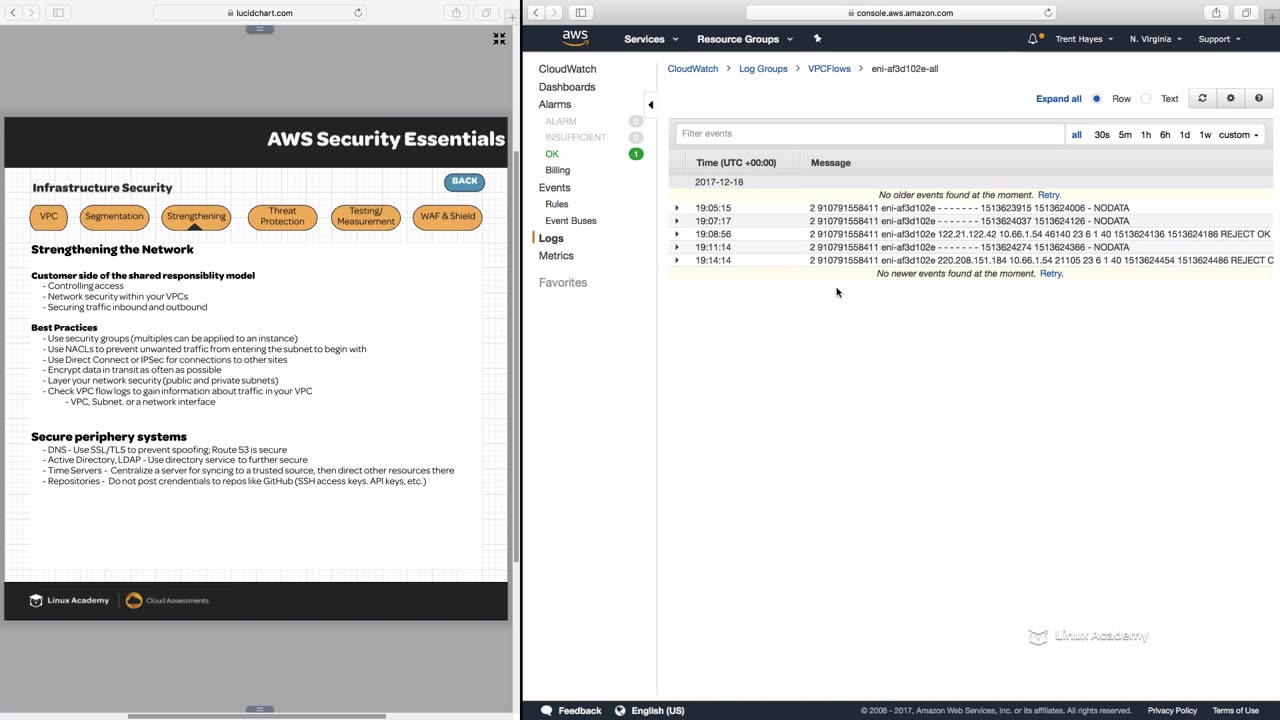 lucidchart.com
console.aws.amazon.com
AWS Security Essentials
Infrastructure Security
BACK
VPC
Segmentation
Strengthening
Threat
Protection
Testing/
Measurement
WAF & Shield
Strengthening the Network
Customer side of the shared responsiblity model
- Controlling access
- Network security within your VPCs
- Securing traffic inbound and outbound
Best Practices
- Use security groups (multiples can be applied to an instance)
- Use NACLs to prevent unwanted traffic from entering the subnet to begin with
- Use Direct Connect or IPSec for connections to other sites
- Encrypt data in transit as often as possible
- Layer your network security (public and private subnets)
- Check VPC flow logs to gain information about traffic in your VPC
- VPC, Subnet. or a network interface
Secure periphery systems
- DNS - Use SSL/TLS to prevent spoofing; Route 53 is secure
- Active Directory, LDAP - Use directory service to further secure
- Time Servers - Centralize a server for syncing to a trusted source, then direct other resources there
- Repositories - Do not post crendentials to repos like GitHub (SSH access keys. API keys, etc.)
Linux Academy
Cloud Assessments
aws
Services
Resource Groups
Trent Hayes
N. Virginia
Support
CloudWatch
Dashboards
Alarms
ALARM 0
INSUFFICIENT 0
OK 1
Billing
Events
Rules
Event Buses
Logs
Metrics
Favorites
CloudWatch > Log Groups > VPCFlows > eni-af3d102e-all
Expand all Row Text
Filter events
all 30s 5m 1h 6h 1d 1w custom
Time (UTC +00:00) Message
2017-12-18
No older events found at the moment. Retry.
19:05:15 2 910791558411 eni-af3d102e - - - - - - - 1513623915 1513624006 - NODATA
19:07:17 2 910791558411 eni-af3d102e - - - - - - - 1513624037 1513624126 - NODATA
19:08:56 2 910791558411 eni-af3d102e 122.21.122.42 10.66.1.54 46140 23 6 1 40 1513624136 1513624186 REJECT OK
19:11:14 2 910791558411 eni-af3d102e - - - - - - - 1513624274 1513624366 - NODATA
19:14:14 2 910791558411 eni-af3d102e 220.208.151.184 10.66.1.54 21105 23 6 1 40 1513624454 1513624486 REJECT
No newer events found at the moment. Retry.
Linux Academy
Feedback
English (US)
© 2008 - 2017, Amazon Web Services, Inc. or its affiliates. All rights reserved.
Privacy Policy
Terms of Use